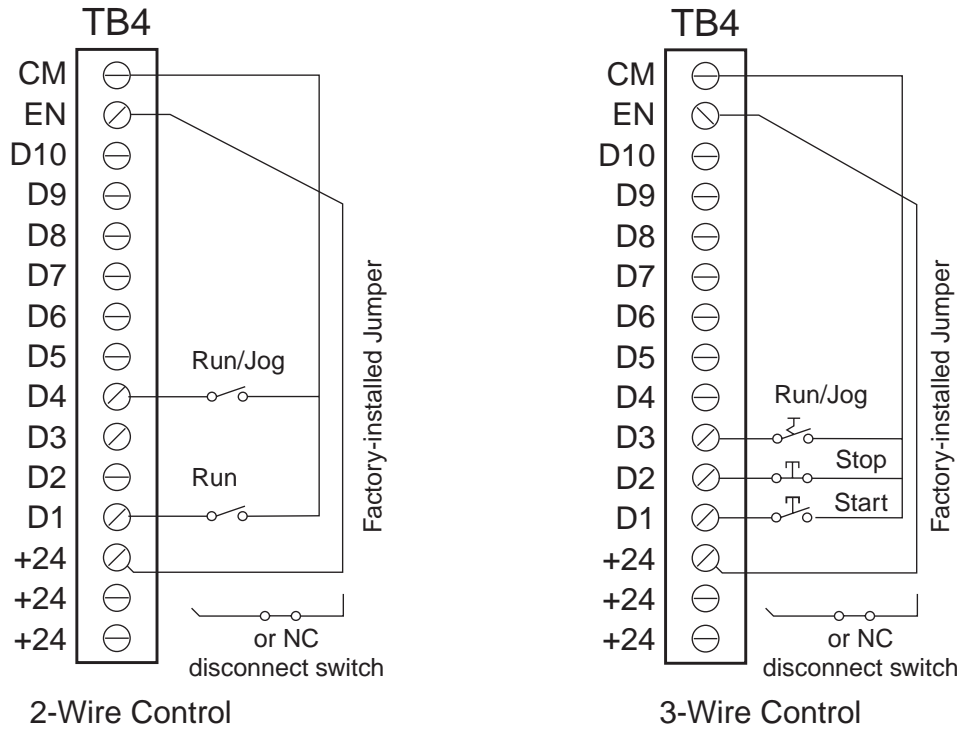 TB4
CM
EN
D10
D9
D8
D7
D6
D5
D4
D3
D2
D1
+24
+24
+24
Run/Jog
Run
Factory-installed Jumper
or NC
disconnect switch
2-Wire Control
TB4
CM
EN
D10
D9
D8
D7
D6
D5
D4
D3
D2
D1
+24
+24
+24
Run/Jog
Stop
Start
Factory-installed Jumper
or NC
disconnect switch
3-Wire Control